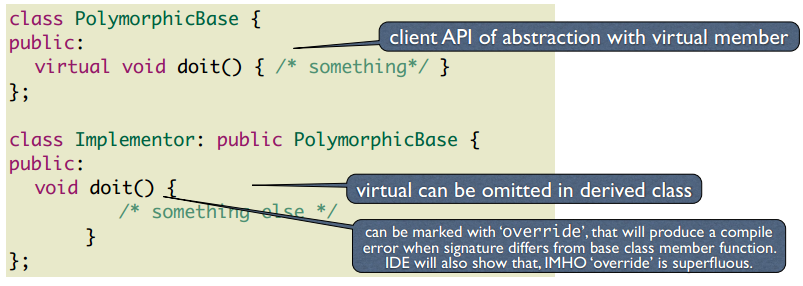 class PolymorphicBase {
public:
client API of abstraction with virtual member
virtual void doit() { /* something*/ }
};
class Implementor: public PolymorphicBase {
public:
void doit() {
virtual can be omitted in derived class
/* something else */
}
};
can be marked with ‘override’, that will produce a compile
error when signature differs from base class member function.
IDE will also show that, IMHO ‘override’ is superfluous.